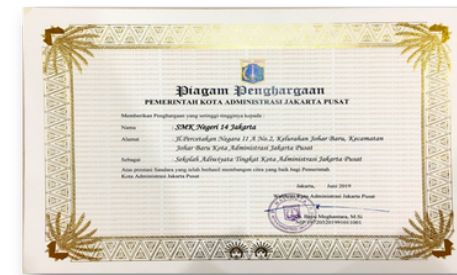 Piagam Penghargaan
PEMERINTAH KOTA ADMINISTRASI JAKARTA PUSAT
Memberikan Penghargaan yang setinggi-tingginya kepada :
Nama : SMK Negeri 14 Jakarta
Alamat : Jl.Percetakan Negara II A No.2, Kelurahan Johar Baru, Kecamatan
Johar Baru Kota Administrasi Jakarta Pusat
Sebagai : Sekolah Adiwiyata Tingkat Kota Administrasi Jakarta Pusat
Atas prestasi Saudara yang telah berhasil membangun citra yang baik bagi Pemerintah
Kota Administrasi Jakarta Pusat
Jakarta, Juni 2019
Walikota Kota Administrasi Jakarta Pusat